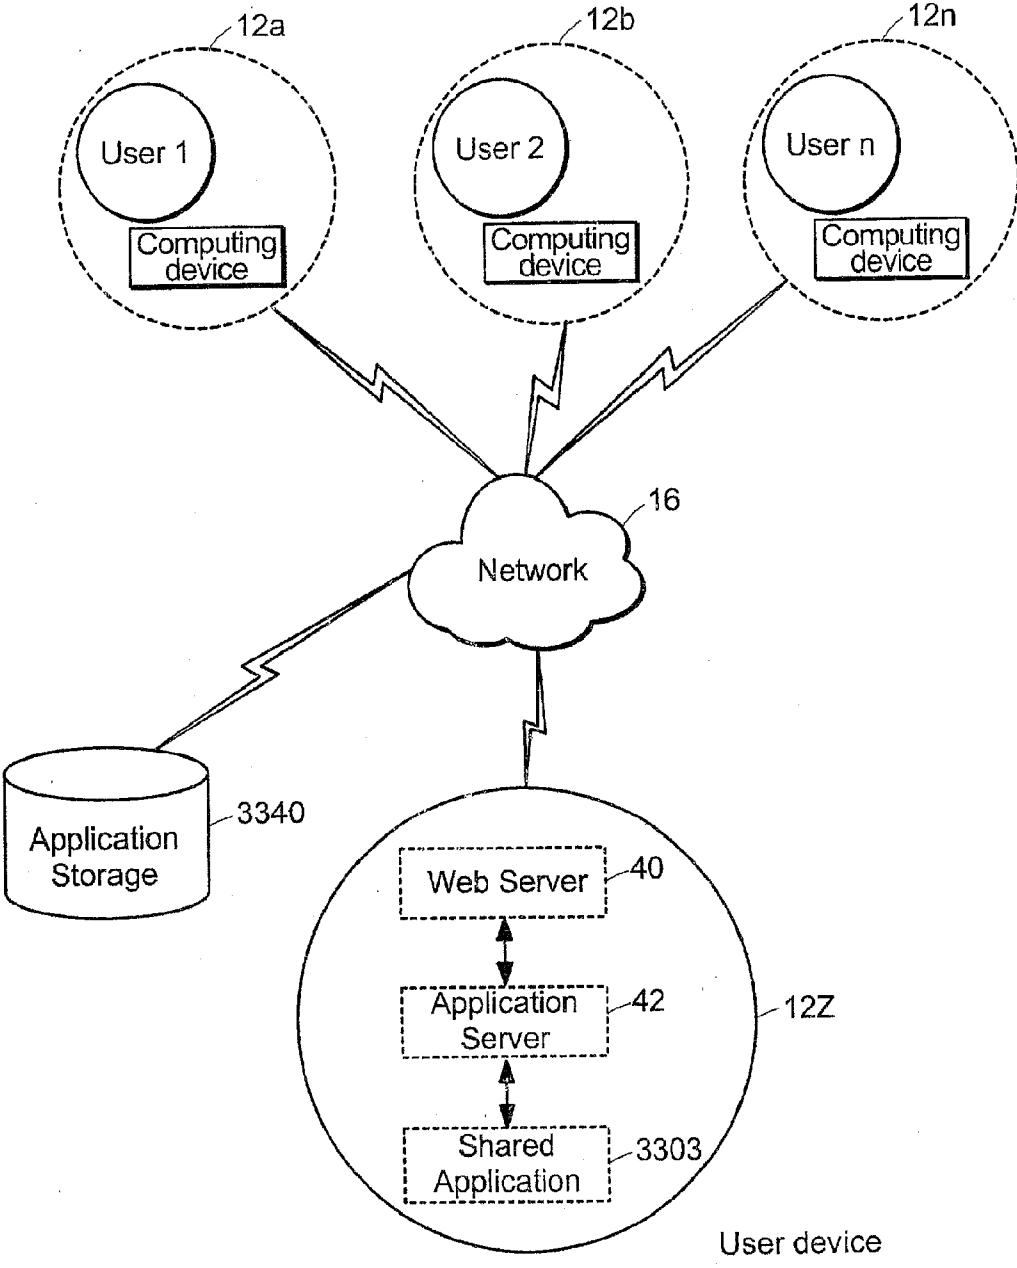 12a
12b
12n
User 1
User 2
User n
Computing
device
Computing
device
Computing
device
16
Network
3340
Application
Storage
Web Server
40
Application
Server
42
12Z
Shared
Application
3303
User device